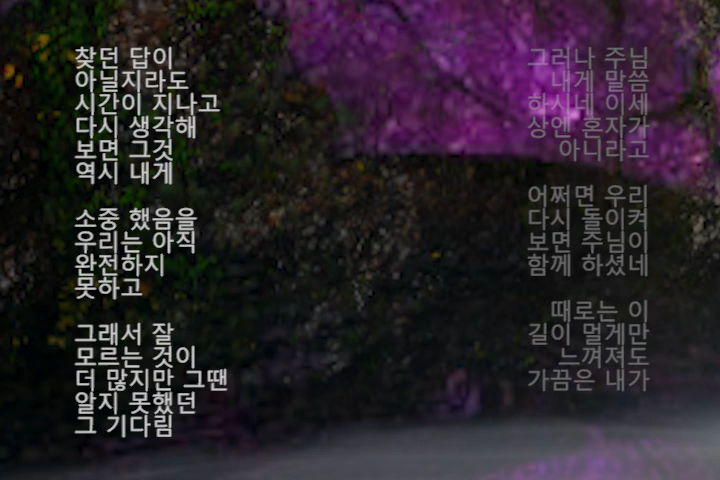 찾던 답이
아닐지라도
시간이 지나고
다시 생각해
보면 그것
역시 내게
소중 했음을
우리는 아직
완전하지
못하고
그래서 잘
모르는 것이
더 많지만 그땐
알지 못했던
그 기다림
그러나 주님
내게 말씀
하시네 이세
상엔 혼자가
아니라고
어쩌면 우리
다시 돌이켜
보면 주님이
함께 하셨네
때로는 이
길이 멀게만
느껴져도
가끔은 내가